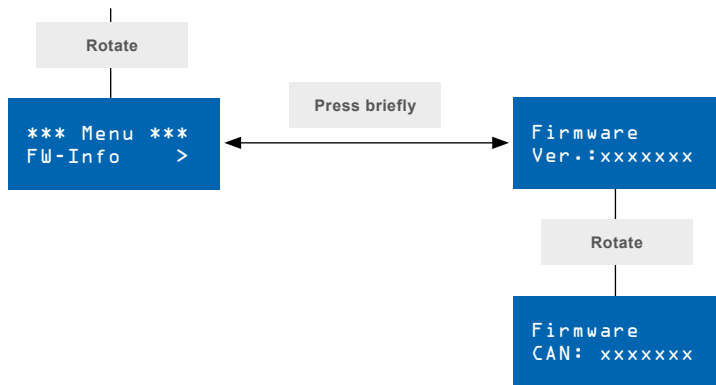 Rotate
*** Menu ***
FW-Info >
Press briefly
Firmware
Ver.:xxxxxxx
Rotate
Firmware
CAN: xxxxxxx